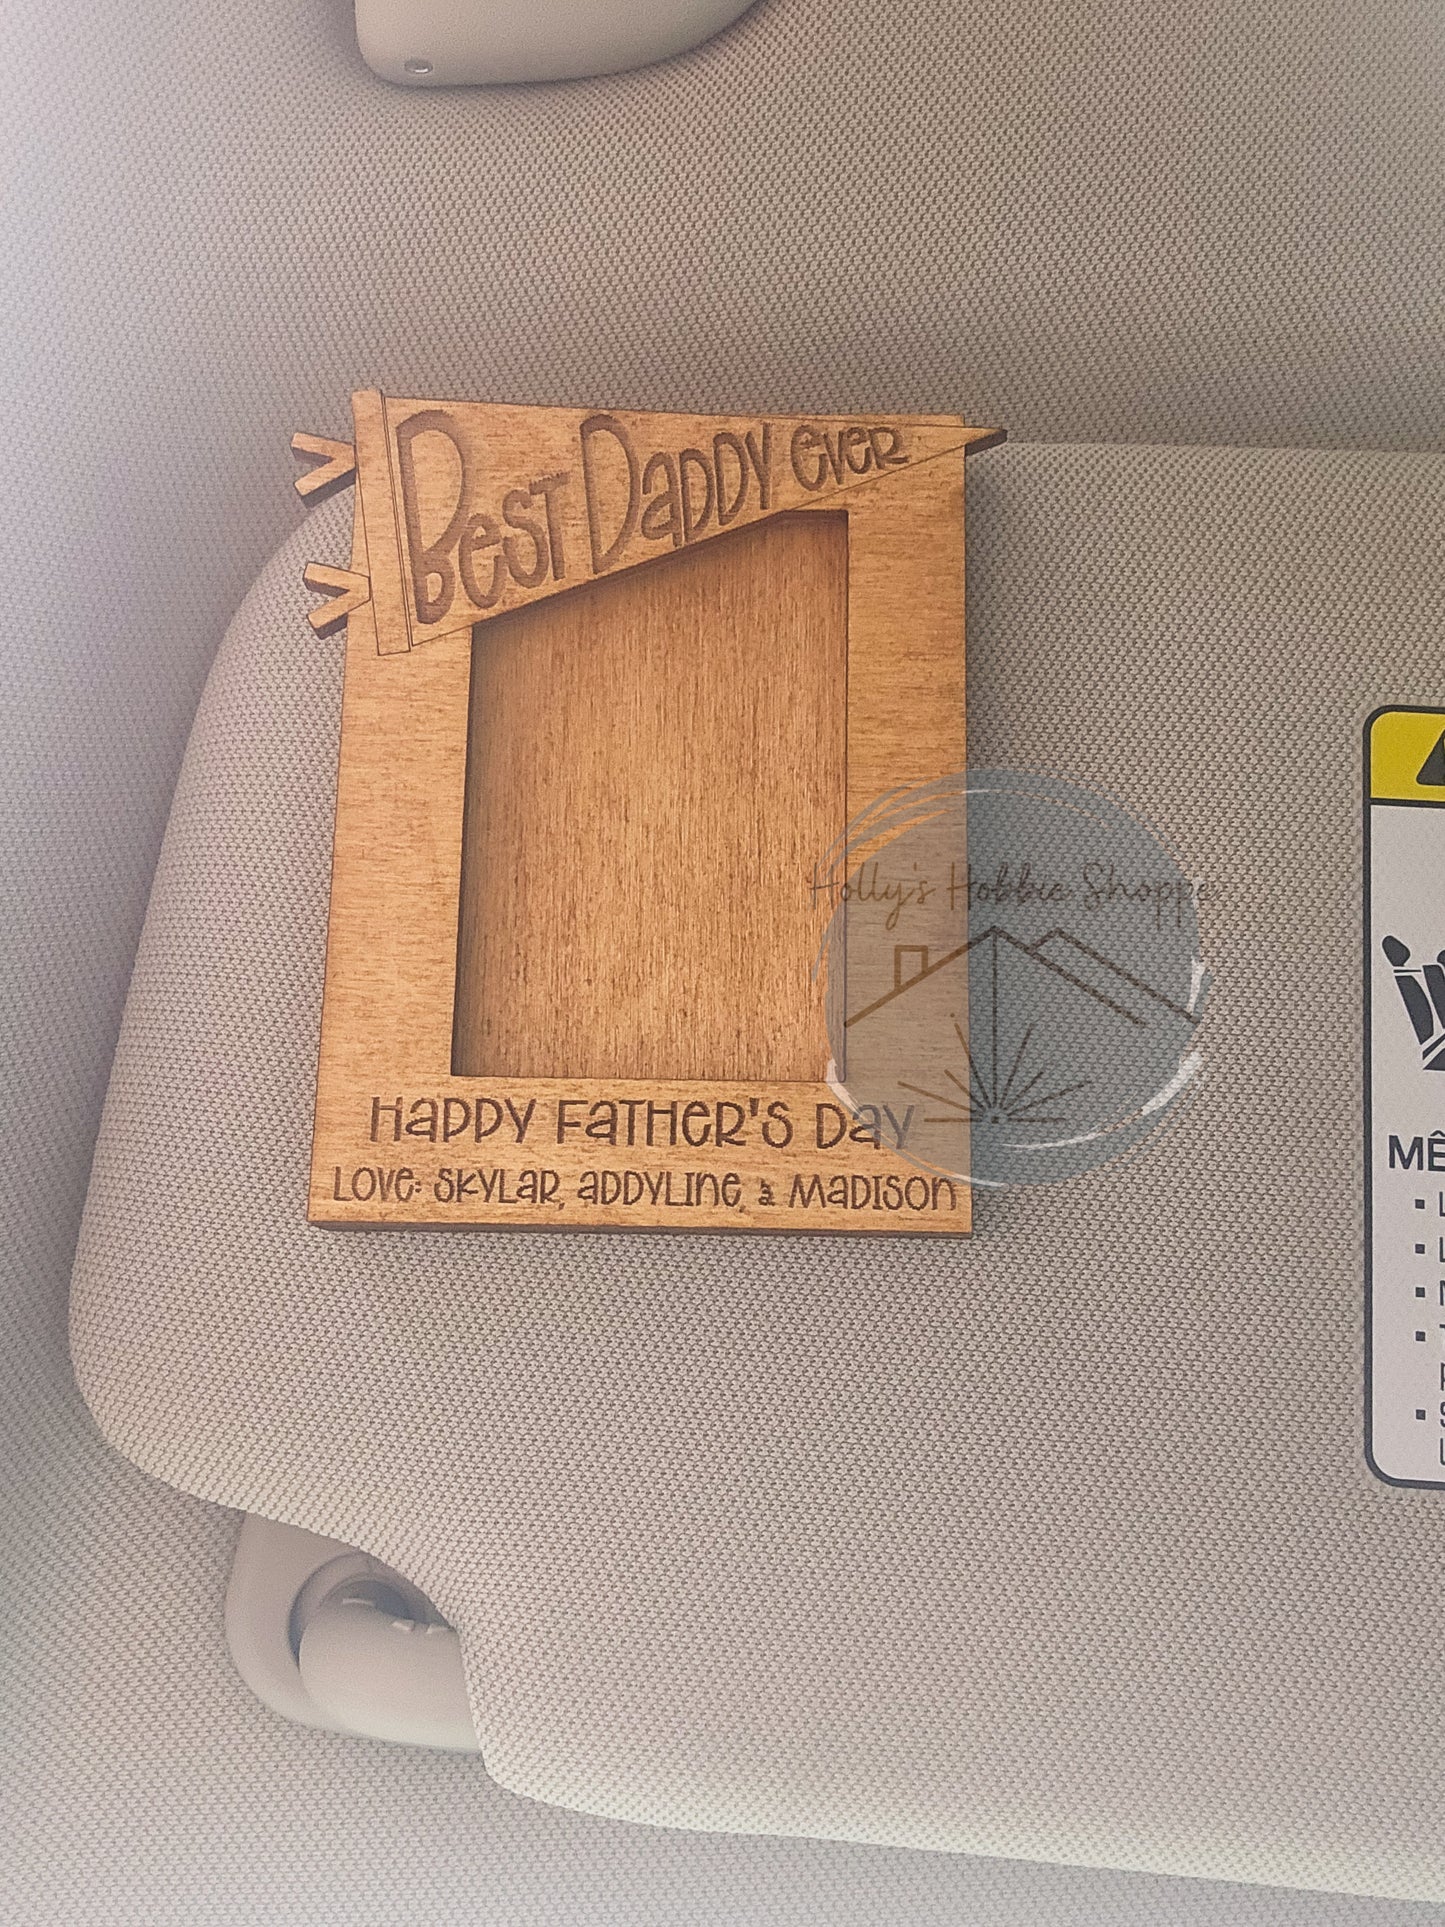 Best Daddy ever
Holly's Hobbie Shoppe
Happy Father's Day
Love: Skylar, Addyline, & Madison
MÊ